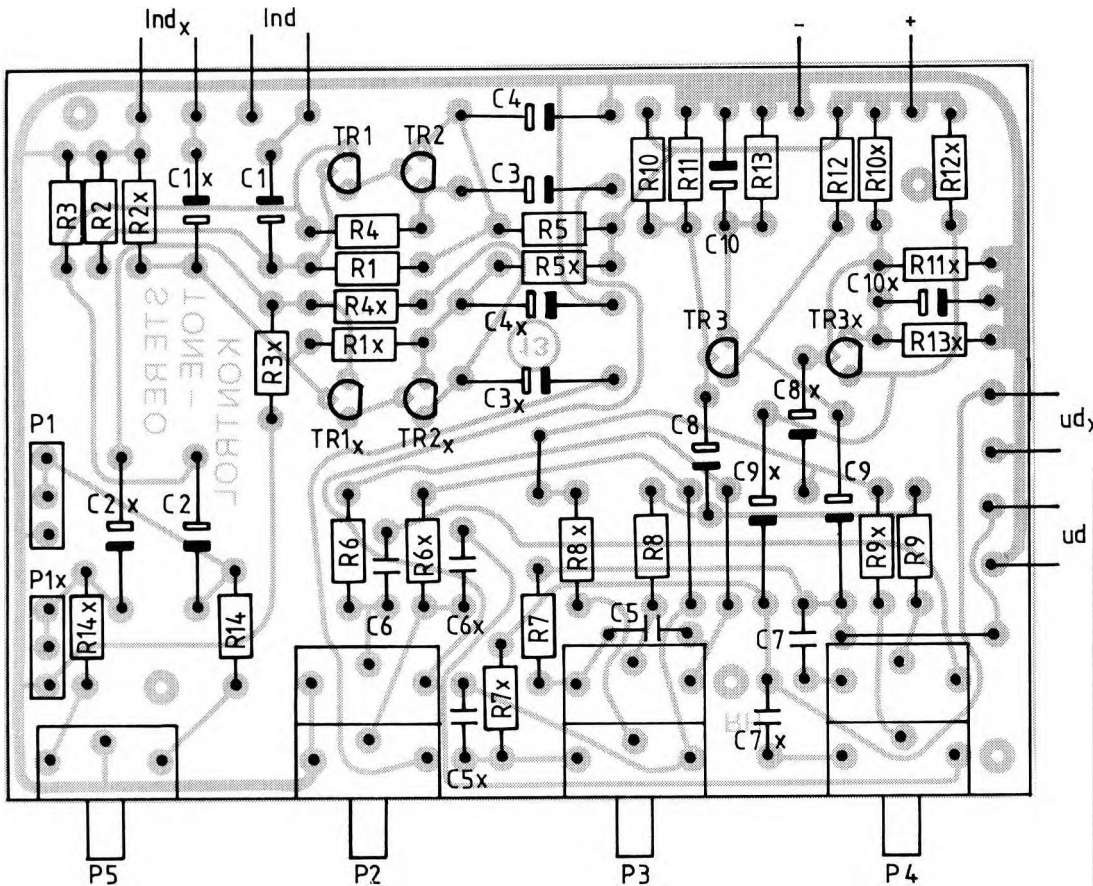 Indx Ind - +
C4
TR1 TR2
C1x C1 C3
R3 R2 R2x R10 R11 R13 R12 R10x R12x
R4 R5 C10
R1 R5x R11x
R4x C4x C10x
STEREO
TONE-
KONTROL
R3x R1x 13 TR3 TR3x R13x
C3x C8x
P1 TR1x TR2x C8 udx
C9x C9
C2x C2 ud
R6 R6x R8x R8 R9x R9
P1x R14x R14 C6 C6x R7 C5 C7
R7x
C5x C7x
P5 P2 P3 P4